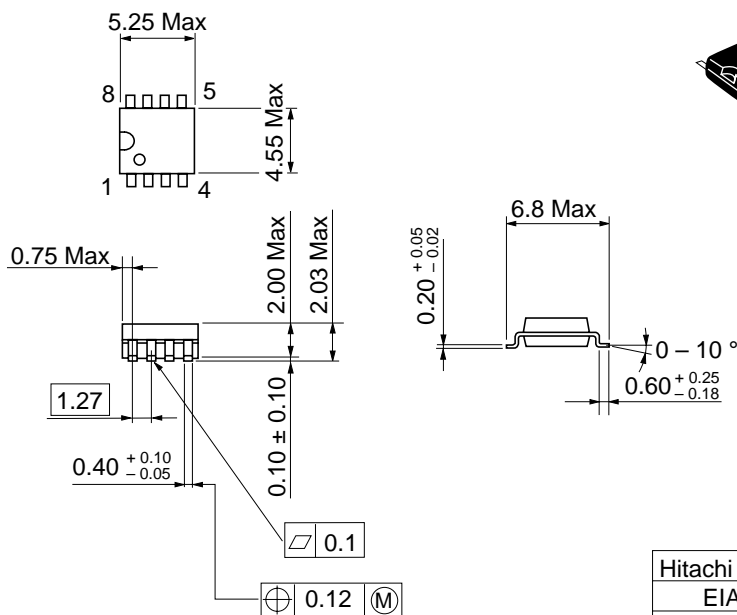 5.25 Max
8 5
4.55 Max
1 4
6.8 Max
0.75 Max
2.00 Max
2.03 Max
0.20 + 0.05 – 0.02
0 – 10 °
0.60 + 0.25 – 0.18
1.27
0.10 ± 0.10
0.40 + 0.10 – 0.05
▱ 0.1
⌖ 0.12 Ⓜ
Hitachi
EIA